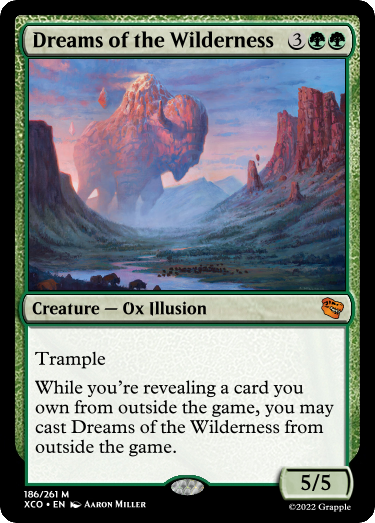 Dreams of the Wilderness 3
Creature — Ox Illusion
Trample
While you're revealing a card you
own from outside the game, you may
cast Dreams of the Wilderness from
outside the game.
5/5
186/261 M
XCO • EN Aaron Miller
©2022 Grapple